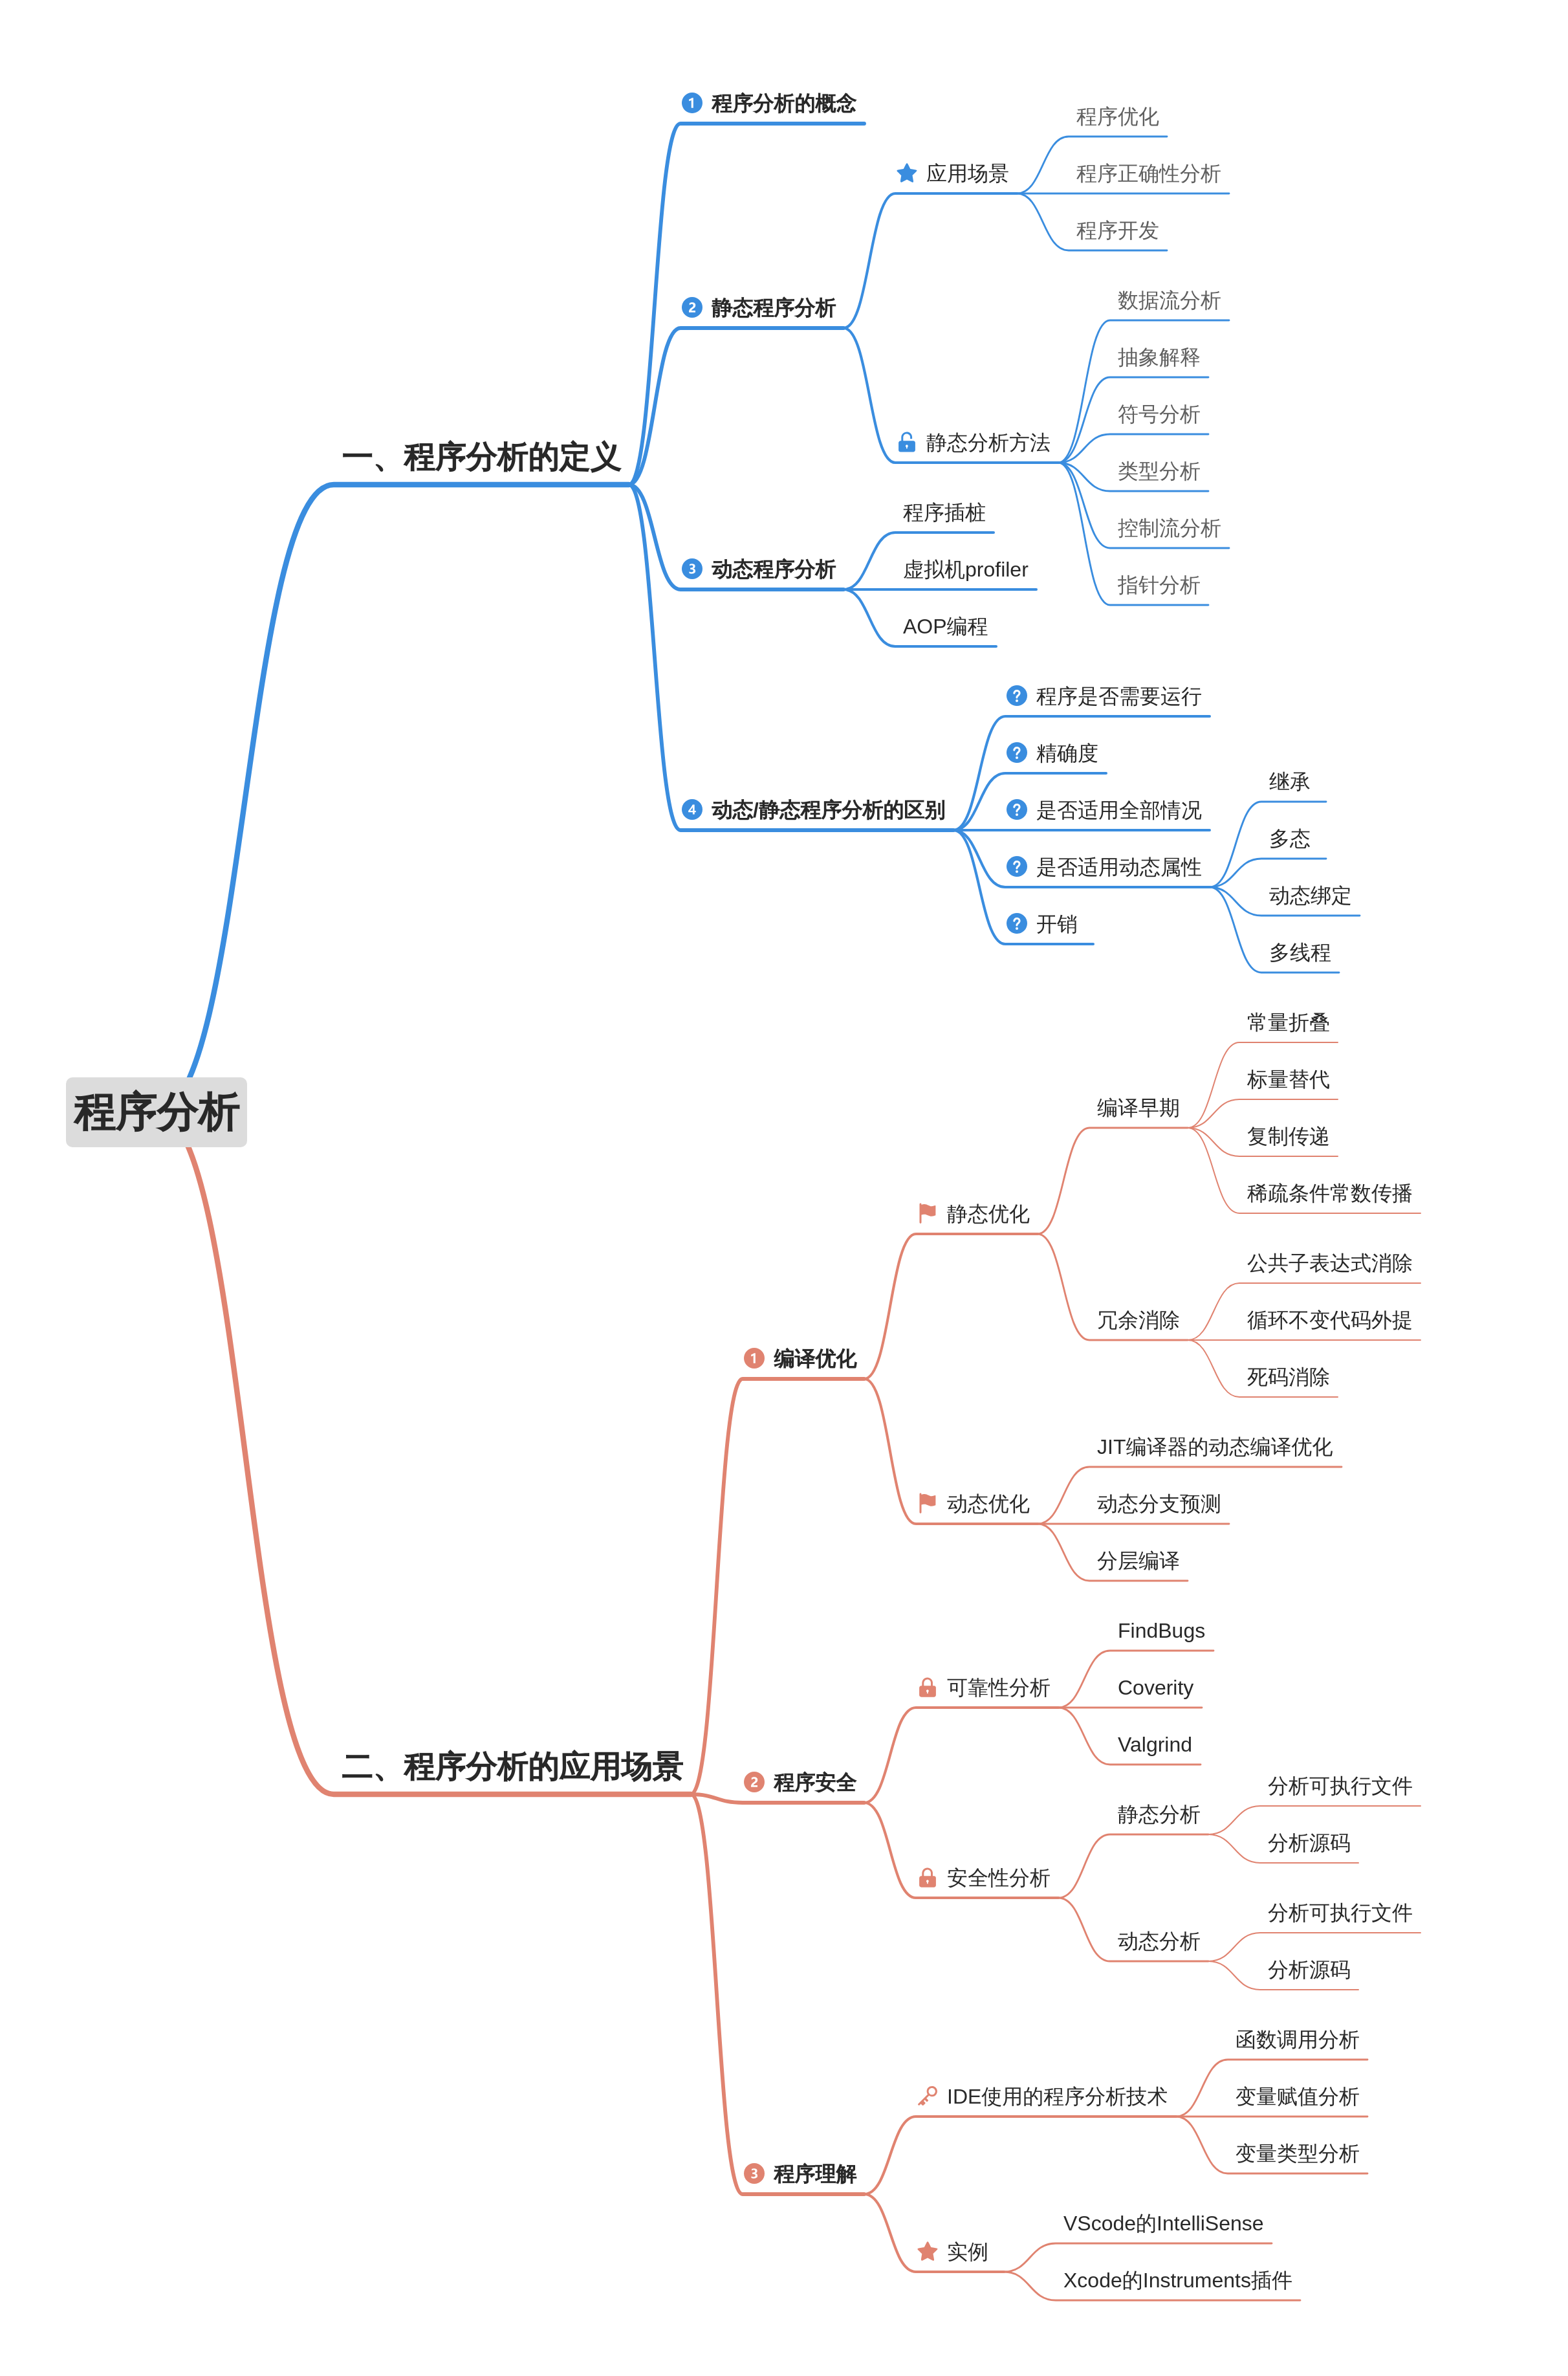 程序分析
一、程序分析的定义
1 程序分析的概念
2 静态程序分析
应用场景
程序优化
程序正确性分析
程序开发
静态分析方法
数据流分析
抽象解释
符号分析
类型分析
控制流分析
指针分析
3 动态程序分析
程序插桩
虚拟机profiler
AOP编程
4 动态/静态程序分析的区别
? 程序是否需要运行
? 精确度
? 是否适用全部情况
? 是否适用动态属性
继承
多态
动态绑定
多线程
? 开销
二、程序分析的应用场景
1 编译优化
静态优化
编译早期
常量折叠
标量替代
复制传递
稀疏条件常数传播
冗余消除
公共子表达式消除
循环不变代码外提
死码消除
动态优化
JIT编译器的动态编译优化
动态分支预测
分层编译
2 程序安全
可靠性分析
FindBugs
Coverity
Valgrind
安全性分析
静态分析
分析可执行文件
分析源码
动态分析
分析可执行文件
分析源码
3 程序理解
IDE使用的程序分析技术
函数调用分析
变量赋值分析
变量类型分析
实例
VScode的IntelliSense
Xcode的Instruments插件